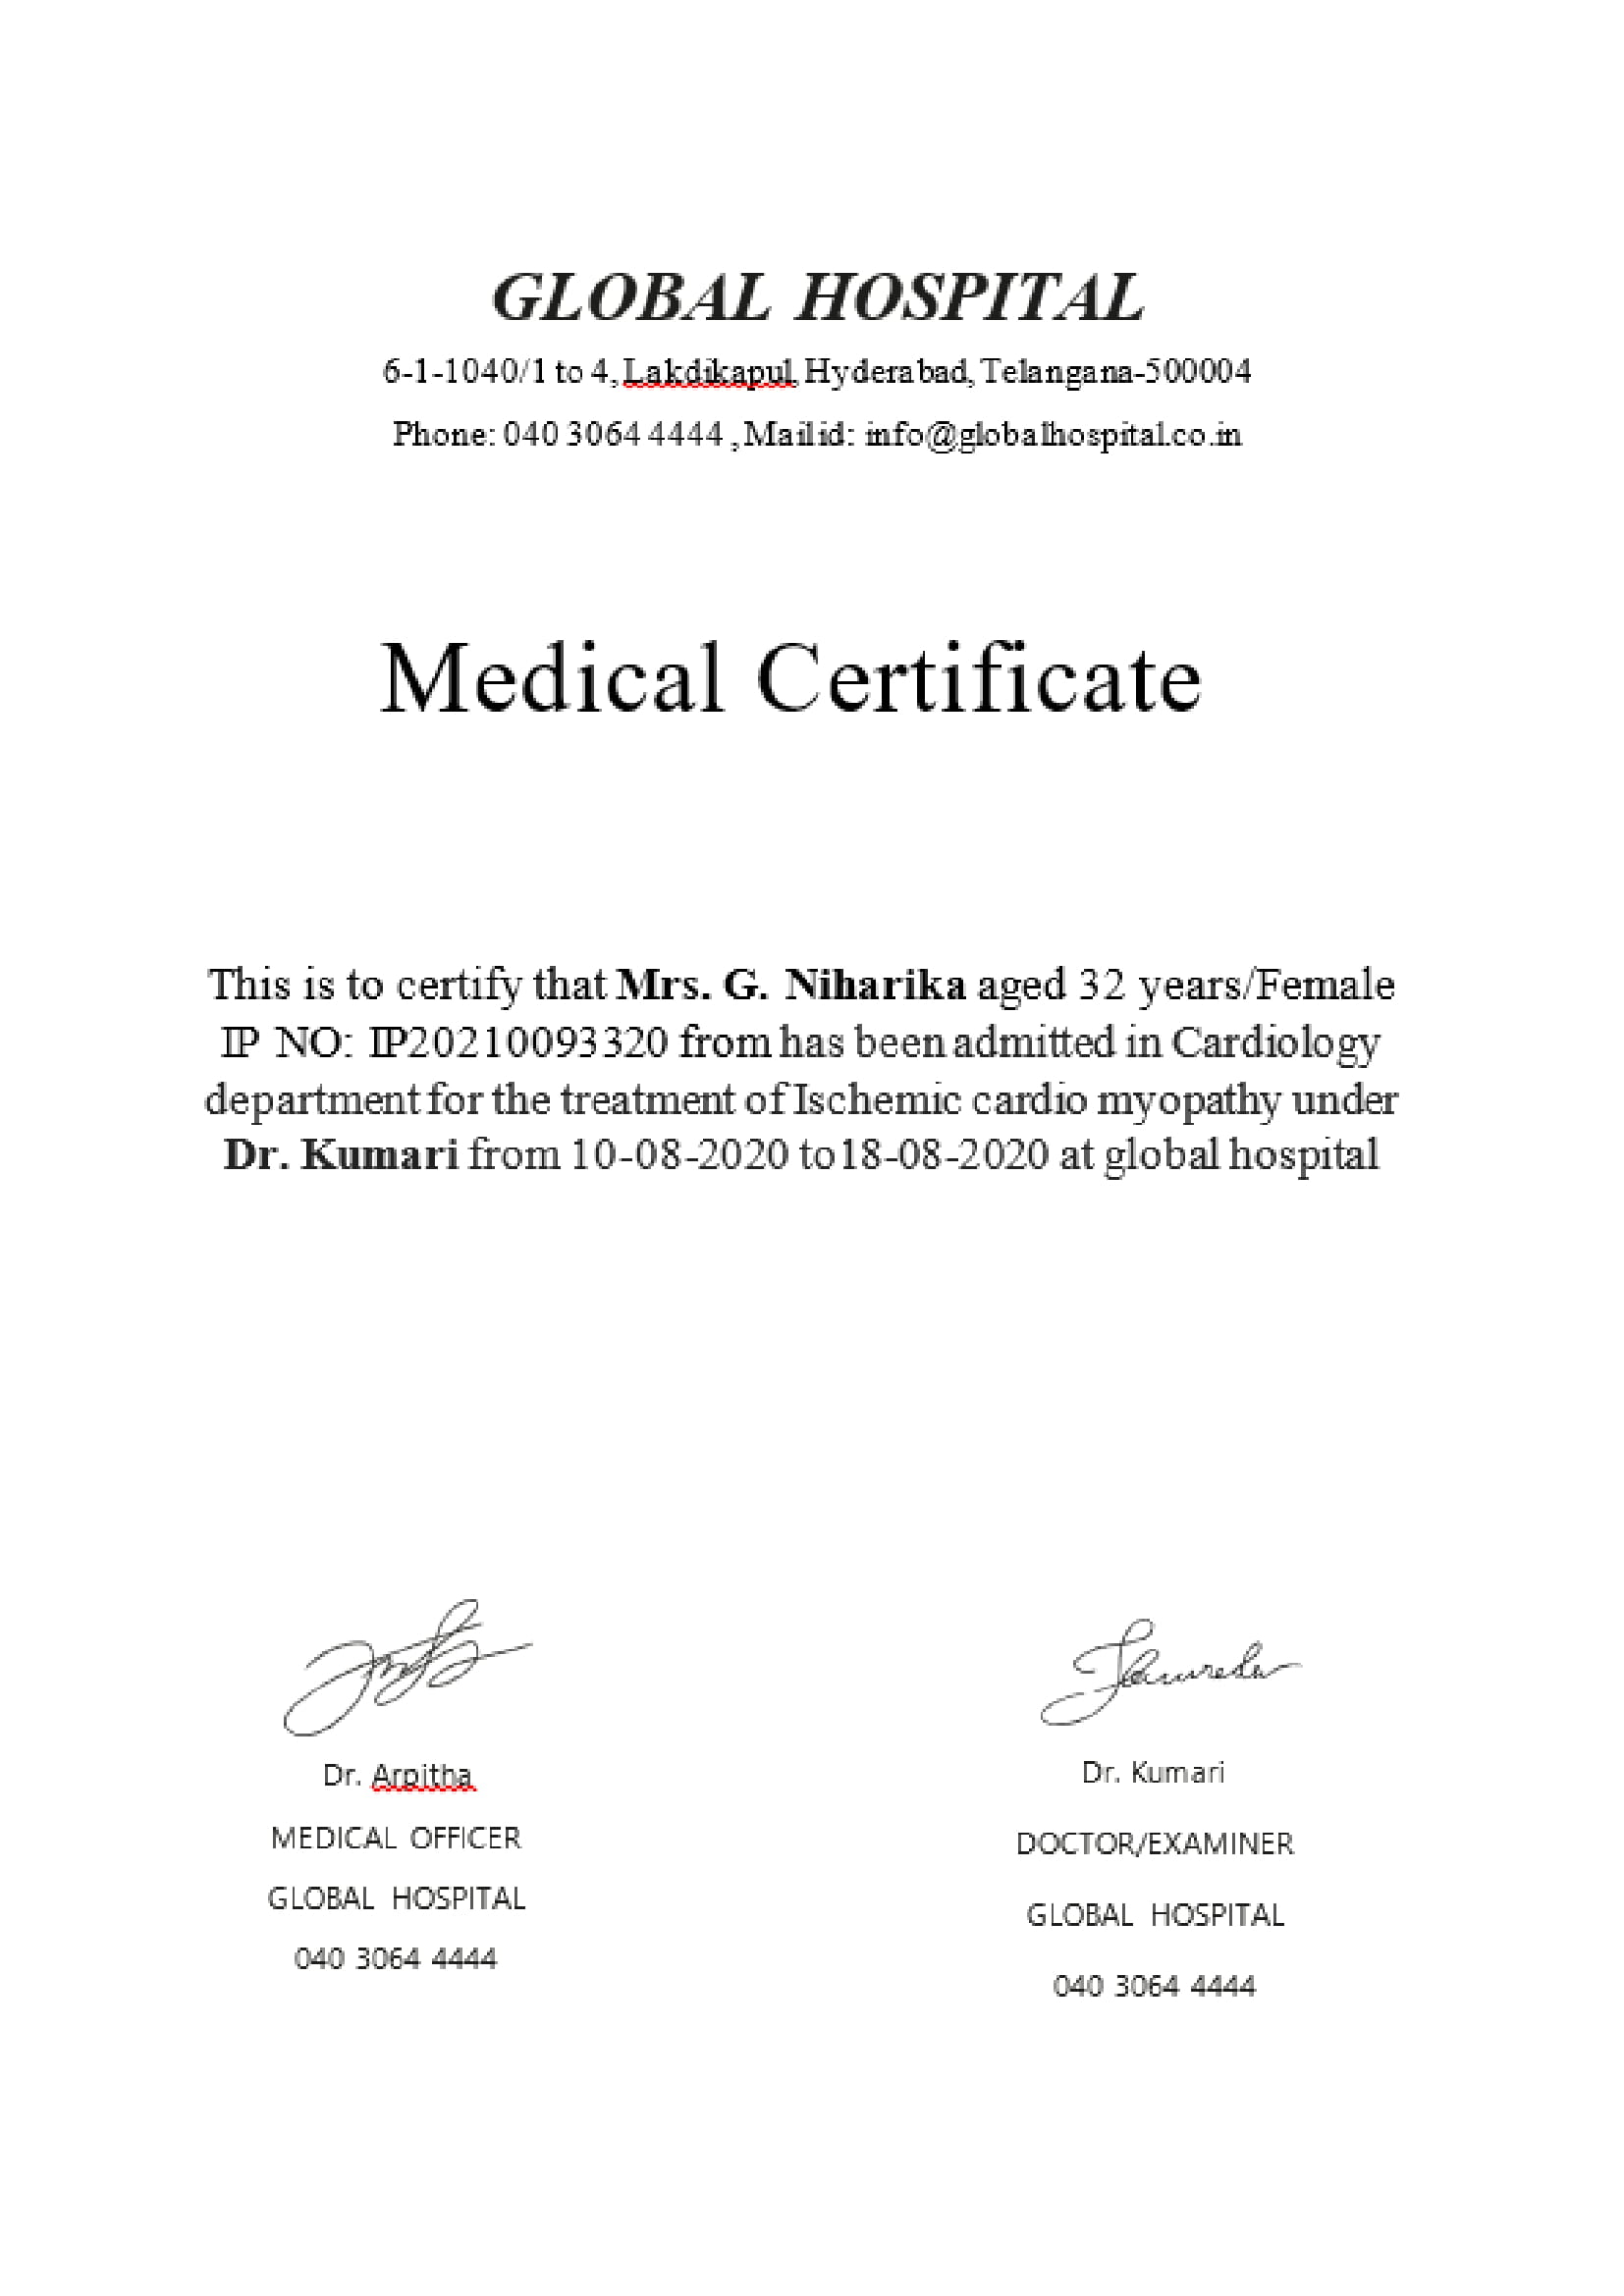 GLOBAL HOSPITAL
6-1-1040/1 to 4, Lakdikapul, Hyderabad, Telangana-500004
Phone: 040 3064 4444 , Mail id: info@globalhospital.co.in
Medical Certificate
This is to certify that Mrs. G. Niharika aged 32 years/Female
IP NO: IP20210093320 from has been admitted in Cardiology
department for the treatment of Ischemic cardio myopathy under
Dr. Kumari from 10-08-2020 to 18-08-2020 at global hospital
Dr. Arpitha
MEDICAL OFFICER
GLOBAL HOSPITAL
040 3064 4444
Dr. Kumari
DOCTOR/EXAMINER
GLOBAL HOSPITAL
040 3064 4444